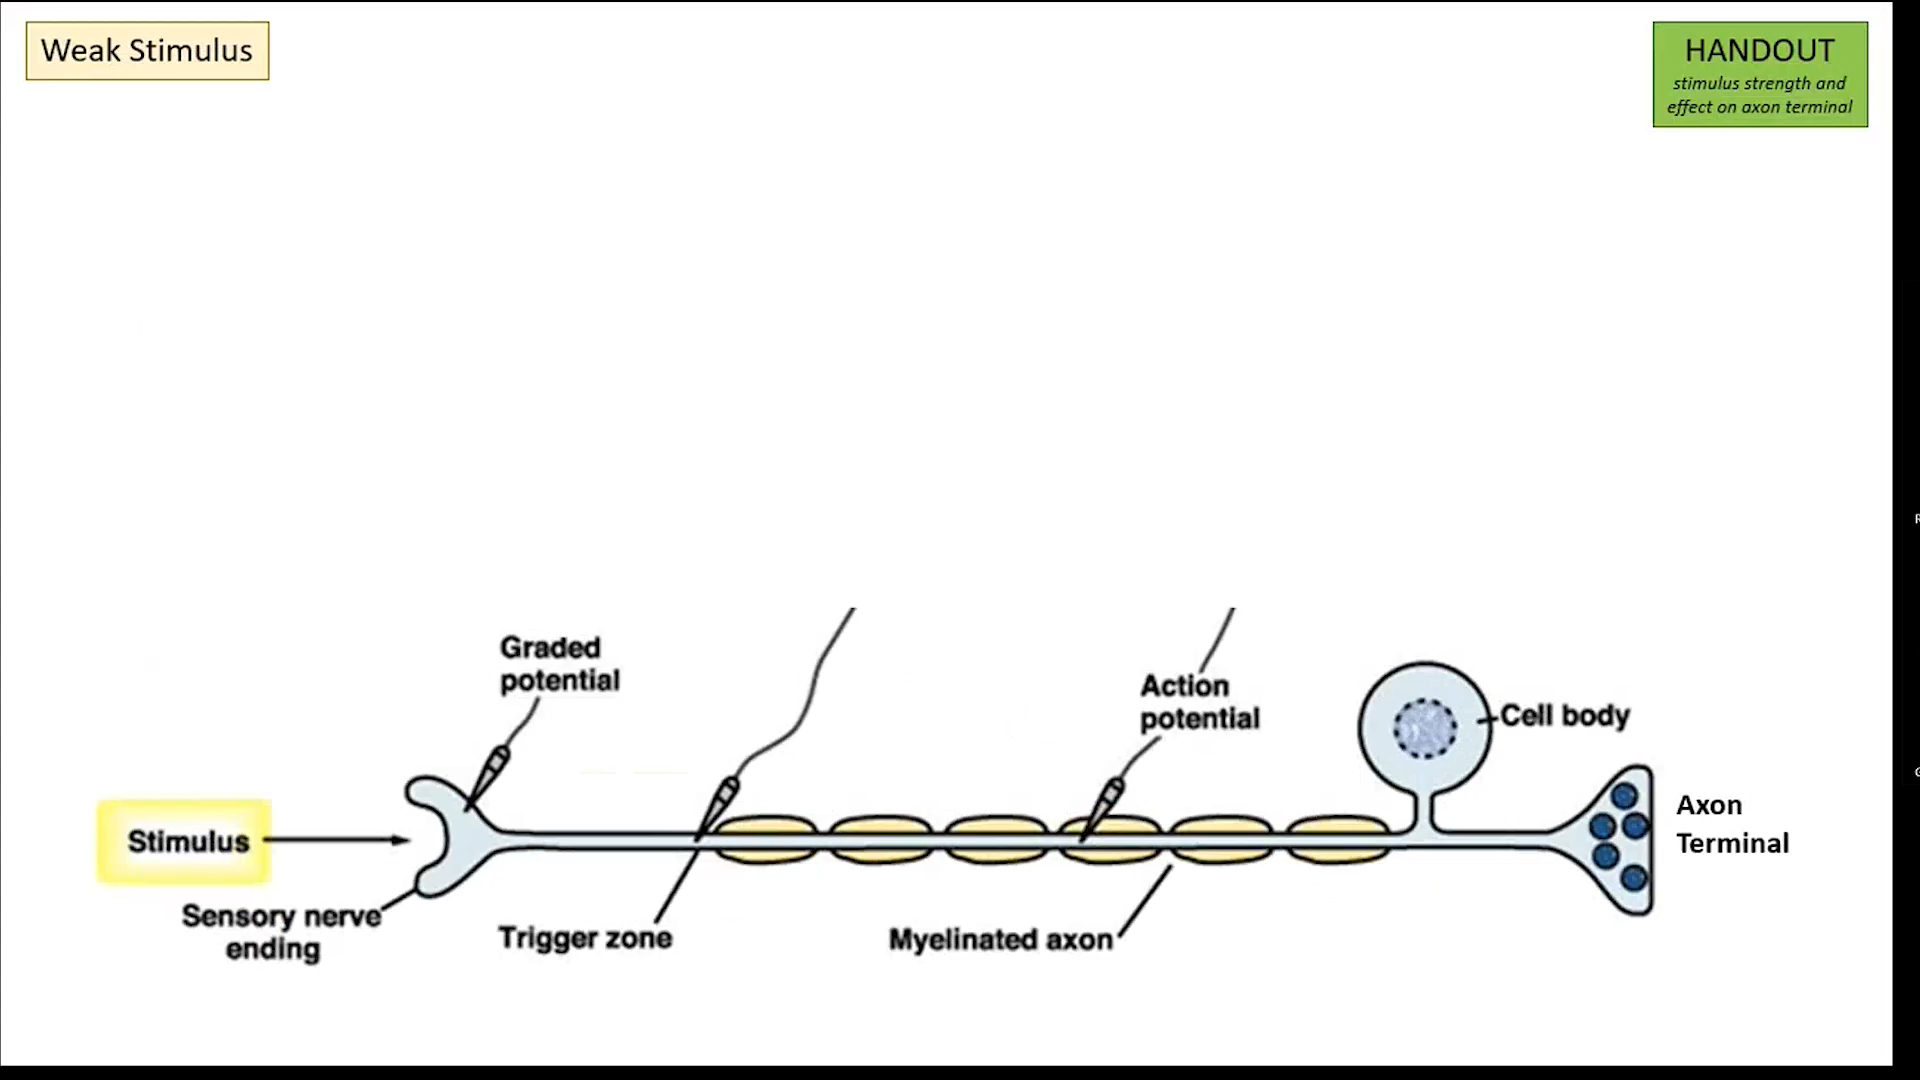 Weak Stimulus
HANDOUT
stimulus strength and
effect on axon terminal
Graded
potential
Action
potential
Cell body
Stimulus
Axon
Terminal
Sensory nerve
ending
Trigger zone
Myelinated axon